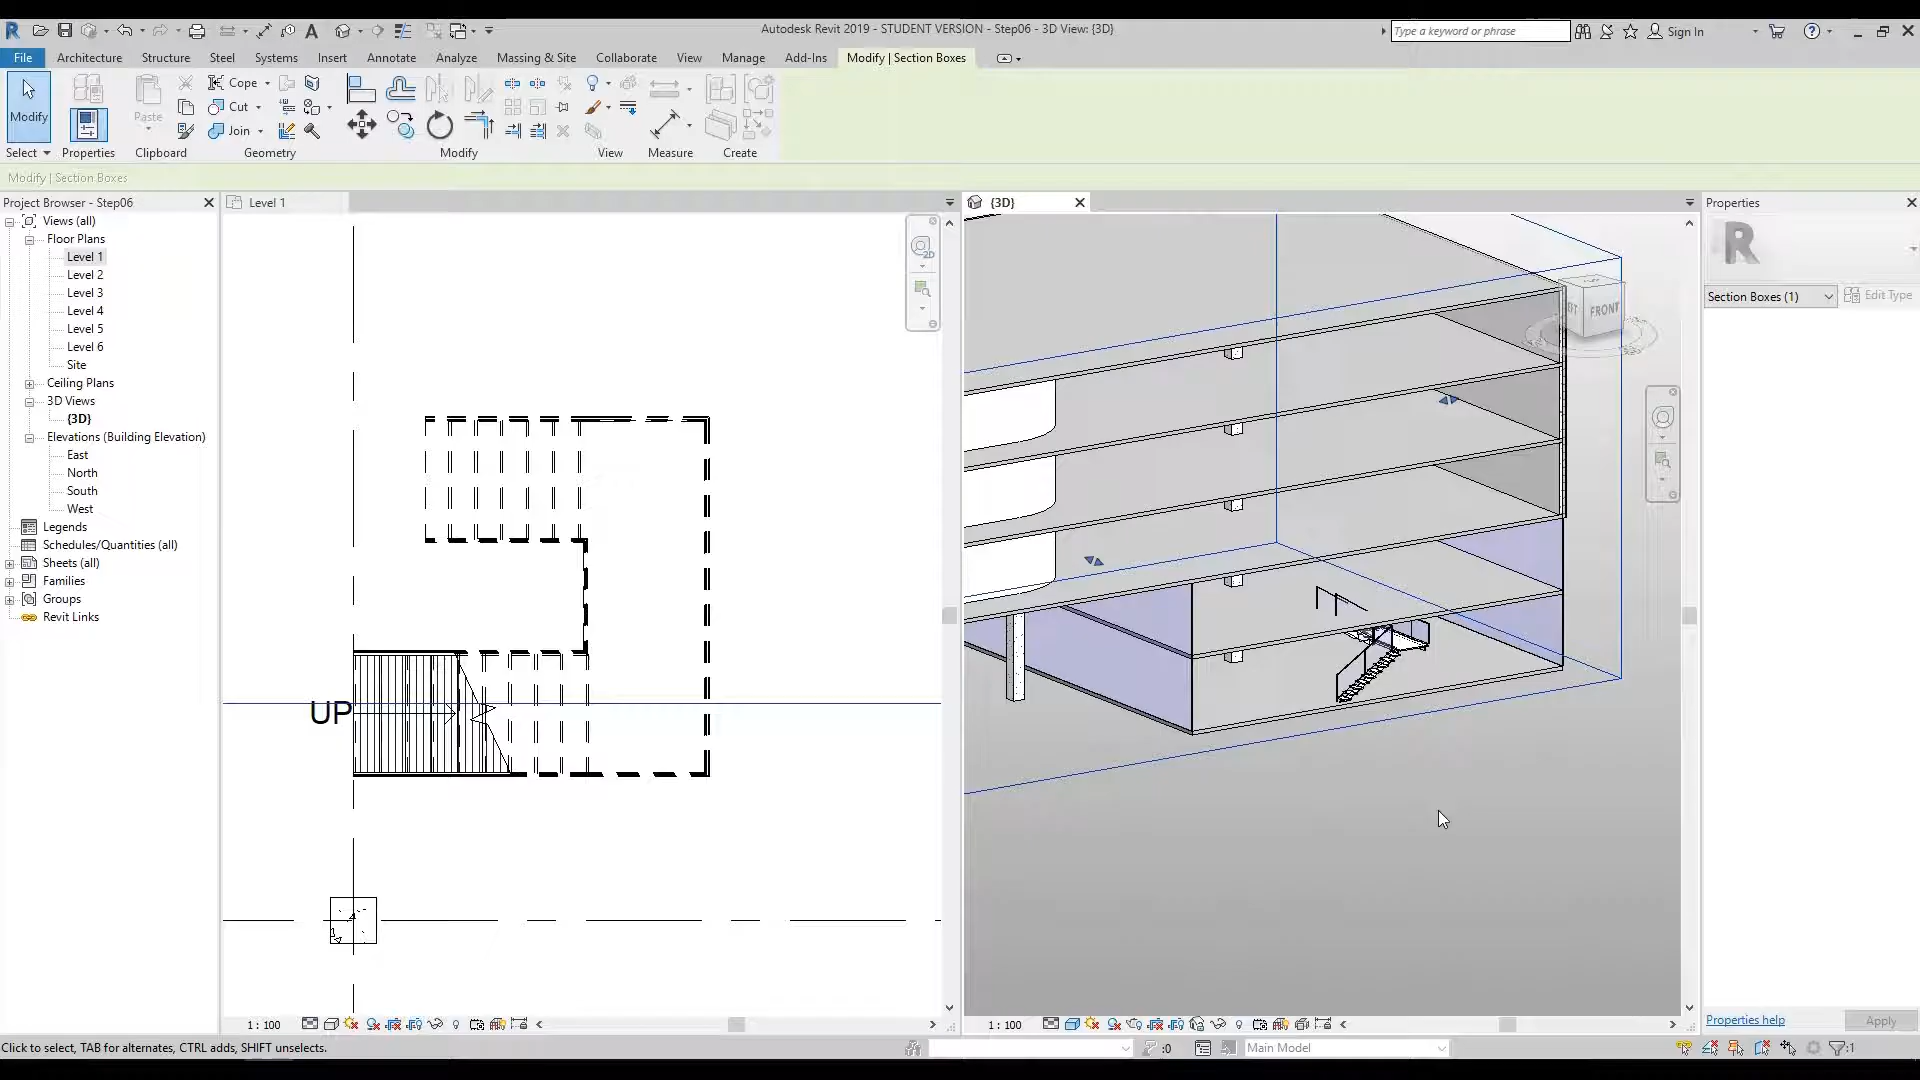 Autodesk Revit 2019 - STUDENT VERSION - Step06 - 3D View: {3D}
Type a keyword or phrase
Sign In
File Architecture Structure Steel Systems Insert Annotate Analyze Massing & Site Collaborate View Manage Add-Ins Modify | Section Boxes
Modify
Paste
Cope
Cut
Join
Select Properties Clipboard Geometry Modify View Measure Create
Modify | Section Boxes
Project Browser - Step06
Level 1
{3D}
Properties
Views (all)
Floor Plans
Level 1
Level 2
Level 3
Level 4
Level 5
Level 6
Site
Ceiling Plans
3D Views
{3D}
Elevations (Building Elevation)
East
North
South
West
Legends
Schedules/Quantities (all)
Sheets (all)
Families
Groups
Revit Links
UP
2D
FRONT
Section Boxes (1)
Edit Type
1 : 100
1 : 100
Properties help
Apply
Click to select, TAB for alternates, CTRL adds, SHIFT unselects.
:0
Main Model
:1